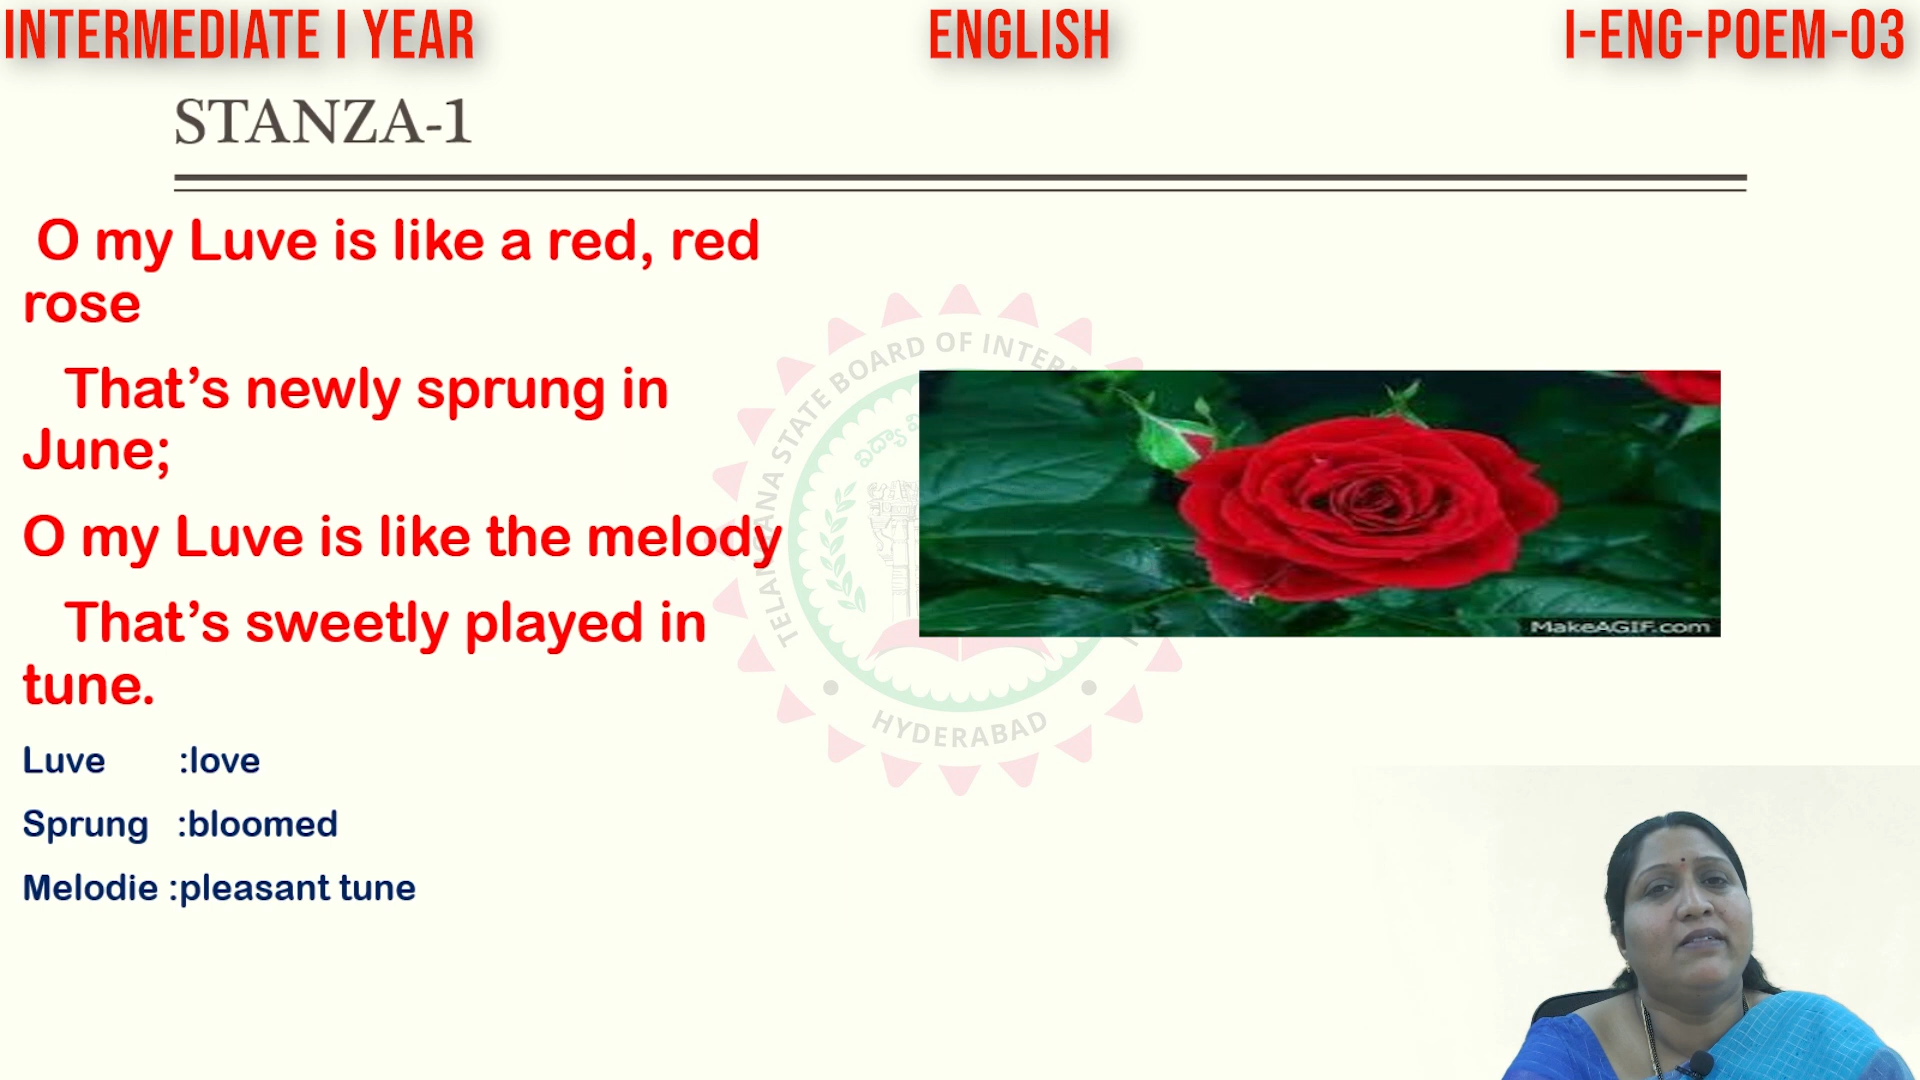 INTERMEDIATE I YEAR
ENGLISH
I-ENG-POEM-03
STANZA-1
O my Luve is like a red, red
rose
That’s newly sprung in
June;
O my Luve is like the melody
That’s sweetly played in
tune.
Luve :love
Sprung :bloomed
Melodie :pleasant tune
MakeAGIF.com
STATE BOARD OF INTER
HYDERABAD